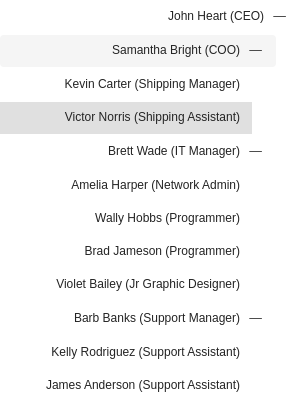 John Heart (CEO)
Samantha Bright (COO)
Kevin Carter (Shipping Manager)
Victor Norris (Shipping Assistant)
Brett Wade (IT Manager)
Amelia Harper (Network Admin)
Wally Hobbs (Programmer)
Brad Jameson (Programmer)
Violet Bailey (Jr Graphic Designer)
Barb Banks (Support Manager)
Kelly Rodriguez (Support Assistant)
James Anderson (Support Assistant)